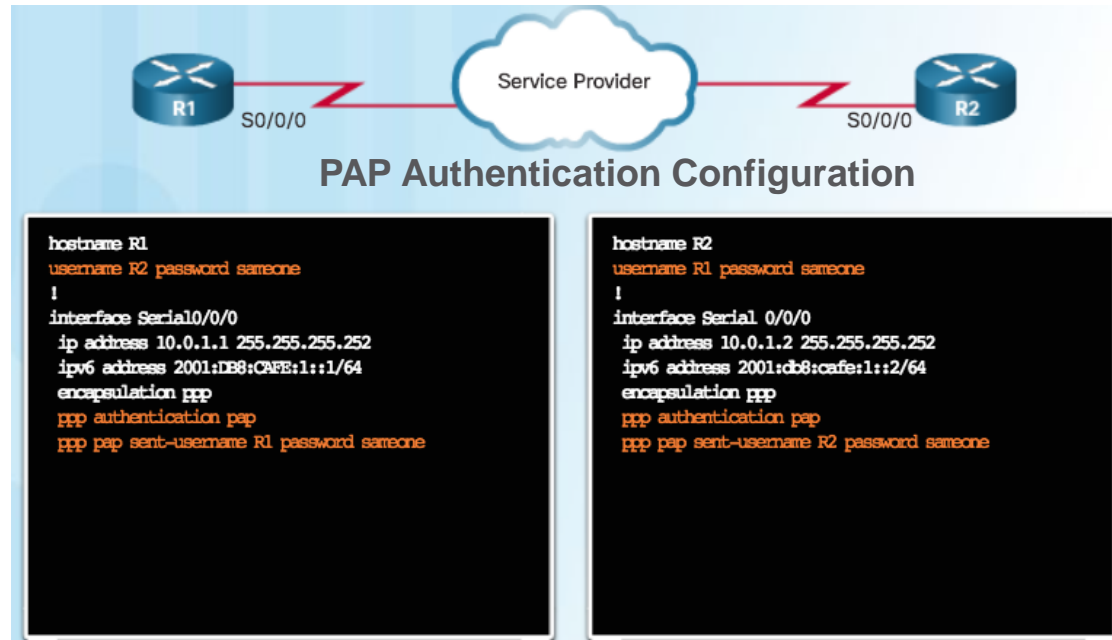 Service Provider
R1
S0/0/0
S0/0/0
R2
PAP Authentication Configuration
hostname R1
username R2 password sameone
!
interface Serial0/0/0
ip address 10.0.1.1 255.255.255.252
ipv6 address 2001:DB8:CAFE:1::1/64
encapsulation ppp
ppp authentication pap
ppp pap sent-username R1 password sameone
hostname R2
username R1 password sameone
!
interface Serial 0/0/0
ip address 10.0.1.2 255.255.255.252
ipv6 address 2001:db8:cafe:1::2/64
encapsulation ppp
ppp authentication pap
ppp pap sent-username R2 password sameone